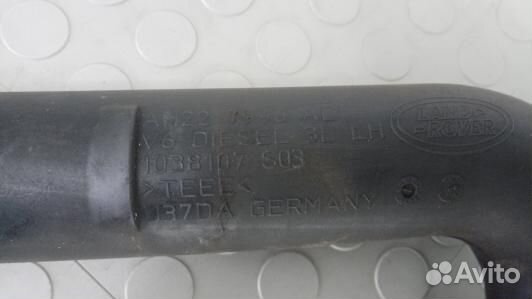 V6 DIESEL 3L LH
1038107 S03
>TEEE<
J37DA GERMANY
LAND-
ROVER
Avito